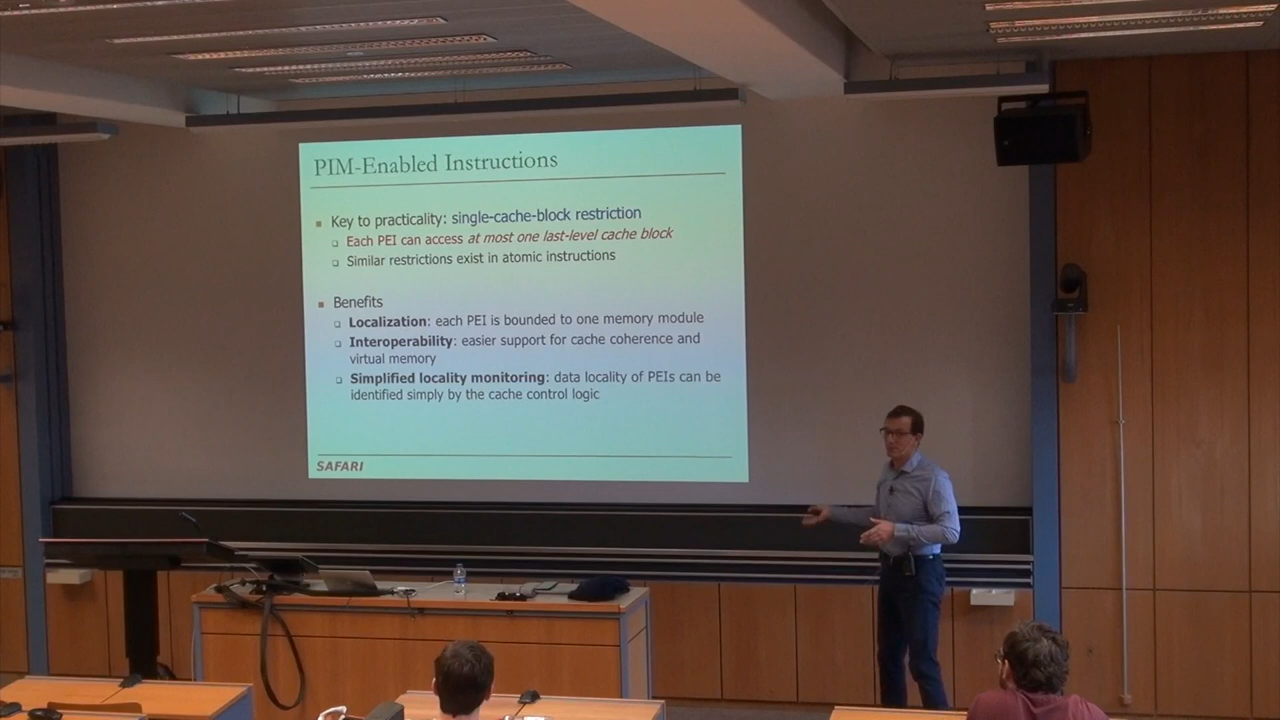 PIM-Enabled Instructions
Key to practicality: single-cache-block restriction
Each PEI can access at most one last-level cache block
Similar restrictions exist in atomic instructions
Benefits
Localization: each PEI is bounded to one memory module
Interoperability: easier support for cache coherence and
virtual memory
Simplified locality monitoring: data locality of PEIs can be
identified simply by the cache control logic
SAFARI